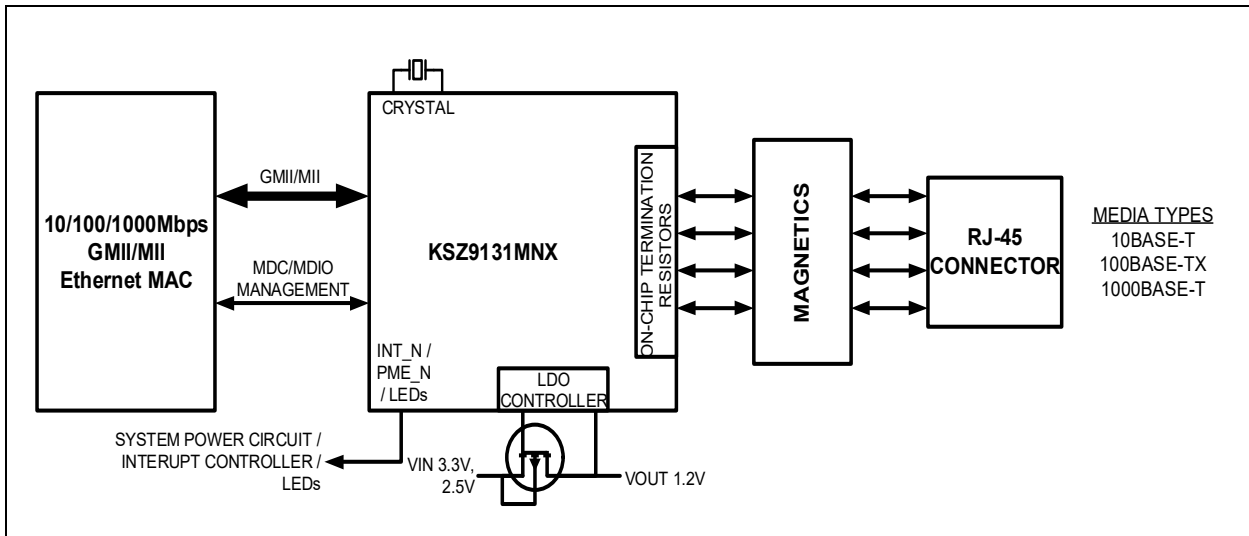 CRYSTAL
GMII/MII
10/100/1000Mbps
GMII/MII
Ethernet MAC
MDC/MDIO
MANAGEMENT
KSZ9131MNX
ON-CHIP TERMINATION
RESISTORS
MAGNETICS
RJ-45
CONNECTOR
MEDIA TYPES
10BASE-T
100BASE-TX
1000BASE-T
INT_N /
PME_N
/ LEDs
LDO
CONTROLLER
SYSTEM POWER CIRCUIT /
INTERUPT CONTROLLER /
LEDs
VIN 3.3V,
2.5V
VOUT 1.2V